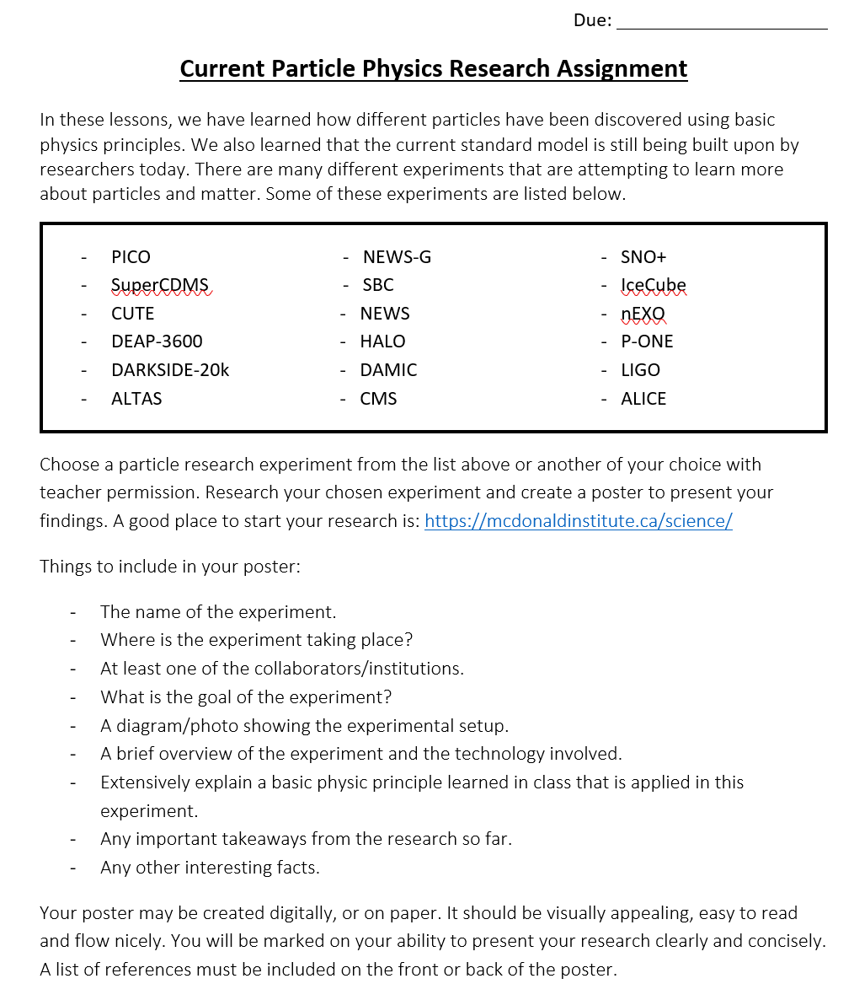 Due: ____________________
Current Particle Physics Research Assignment
In these lessons, we have learned how different particles have been discovered using basic
physics principles. We also learned that the current standard model is still being built upon by
researchers today. There are many different experiments that are attempting to learn more
about particles and matter. Some of these experiments are listed below.
- PICO
- SuperCDMS
- CUTE
- DEAP-3600
- DARKSIDE-20k
- ALTAS
- NEWS-G
- SBC
- NEWS
- HALO
- DAMIC
- CMS
- SNO+
- IceCube
- nEXO
- P-ONE
- LIGO
- ALICE
Choose a particle research experiment from the list above or another of your choice with
teacher permission. Research your chosen experiment and create a poster to present your
findings. A good place to start your research is: https://mcdonaldinstitute.ca/science/
Things to include in your poster:
- The name of the experiment.
- Where is the experiment taking place?
- At least one of the collaborators/institutions.
- What is the goal of the experiment?
- A diagram/photo showing the experimental setup.
- A brief overview of the experiment and the technology involved.
- Extensively explain a basic physic principle learned in class that is applied in this
experiment.
- Any important takeaways from the research so far.
- Any other interesting facts.
Your poster may be created digitally, or on paper. It should be visually appealing, easy to read
and flow nicely. You will be marked on your ability to present your research clearly and concisely.
A list of references must be included on the front or back of the poster.